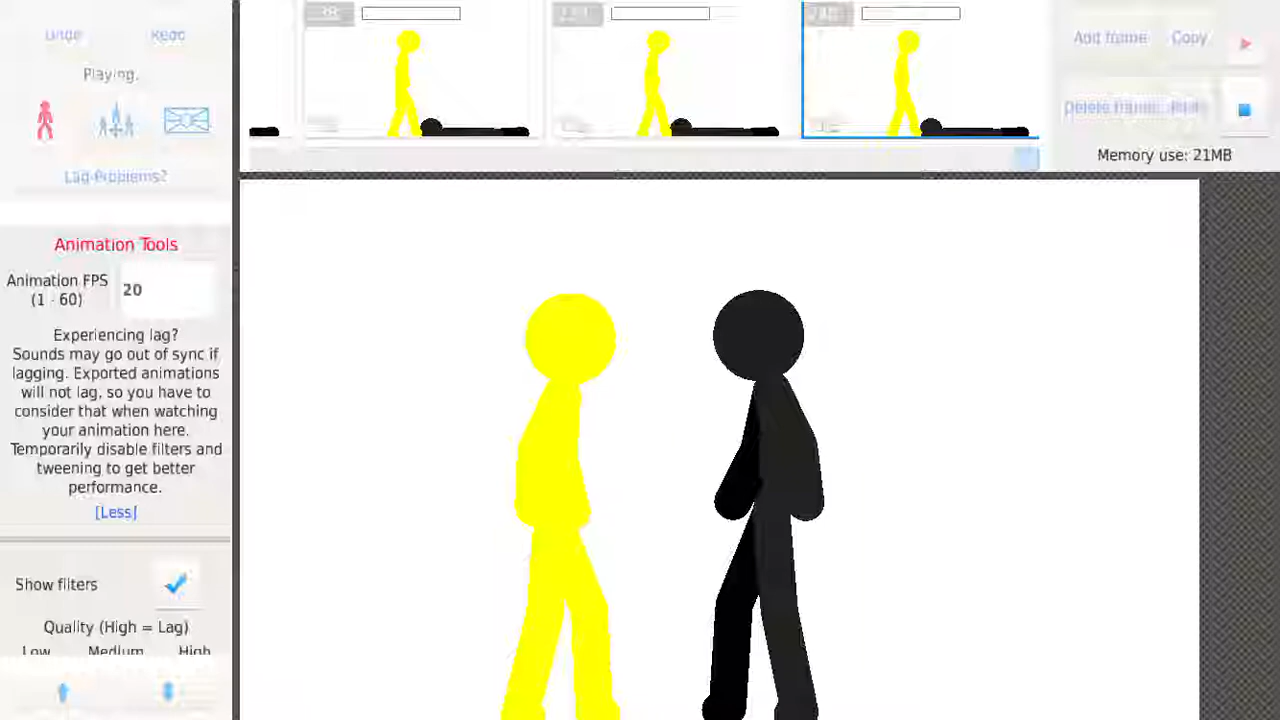 Undo Redo
Playing.
Lag Problems?
Animation Tools
Animation FPS
(1 - 60)
20
Experiencing lag?
Sounds may go out of sync if
lagging. Exported animations
will not lag, so you have to
consider that when watching
your animation here.
Temporarily disable filters and
tweening to get better
performance.
[Less]
Show filters
Quality (High = Lag)
Low Medium High
Add frame Copy
Delete frame
Memory use: 21MB